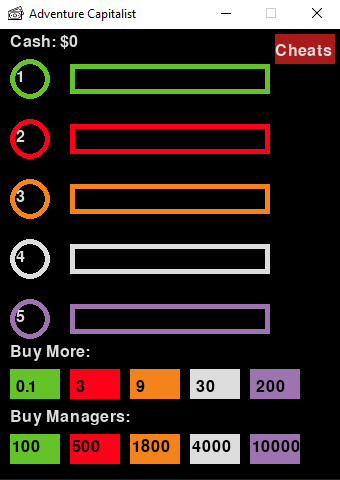 Adventure Capitalist
Cash: $0
Cheats
1
2
3
4
5
Buy More:
0.1 3 9 30 200
Buy Managers:
100 500 1800 4000 10000